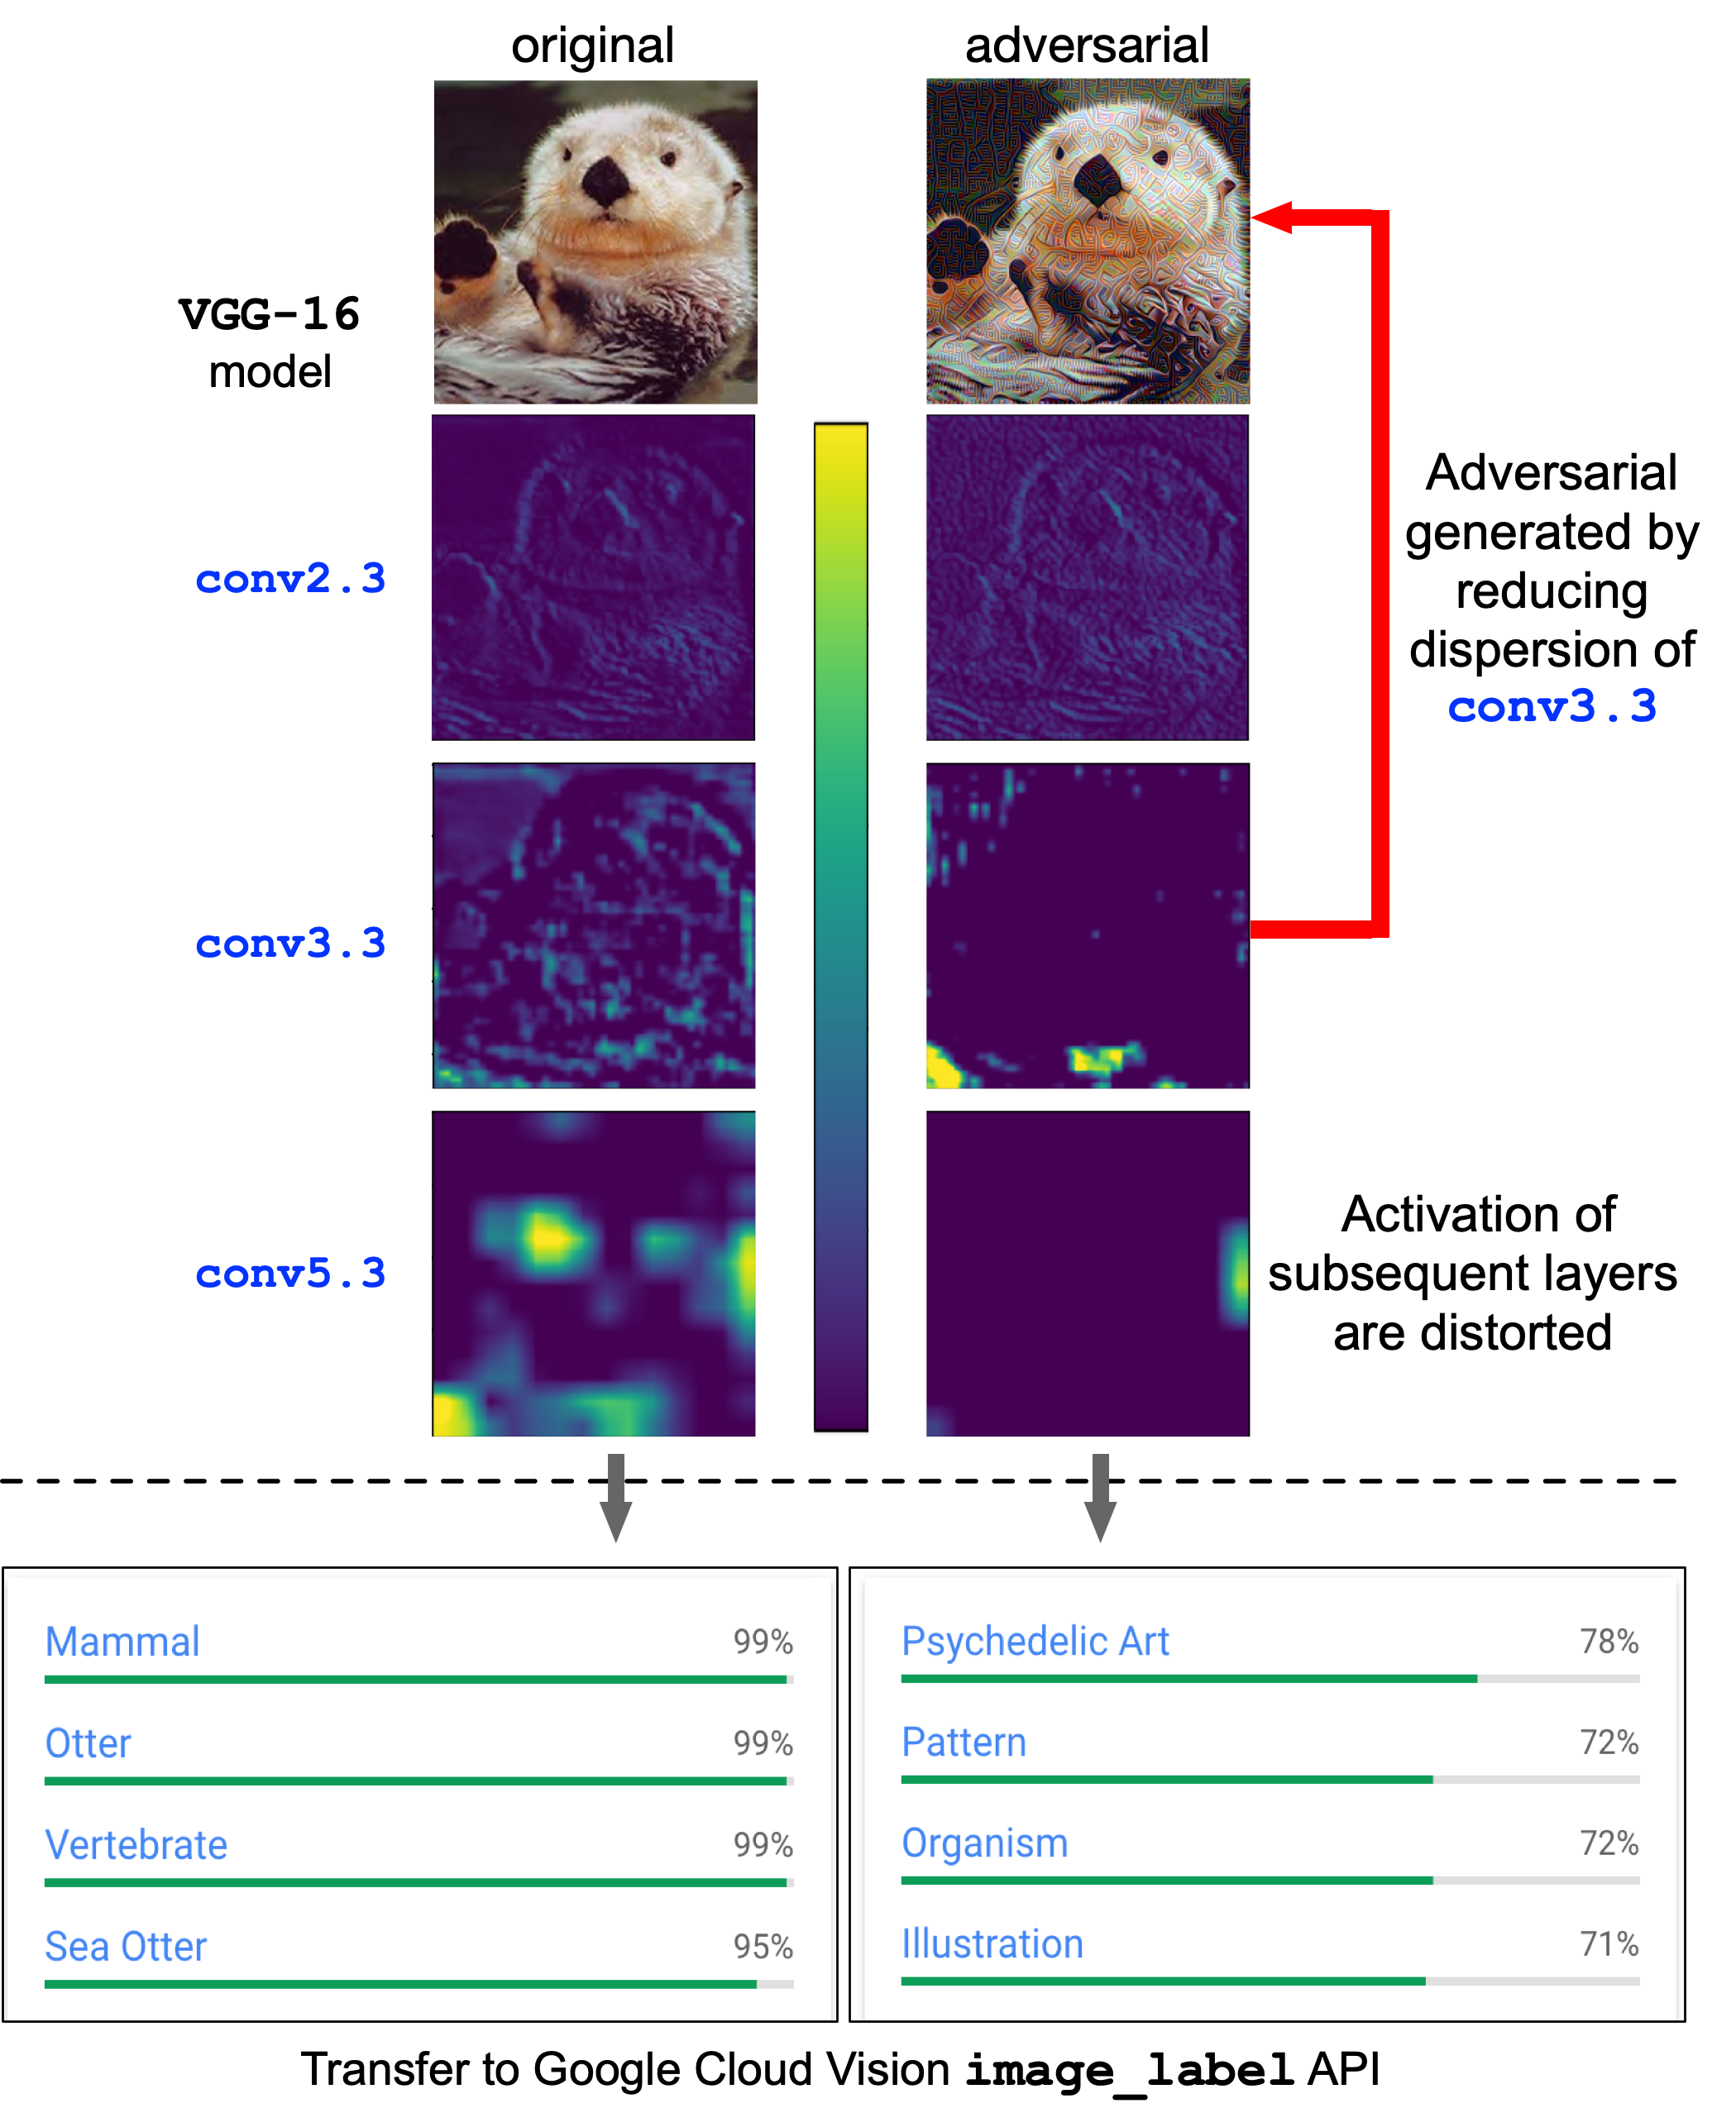 original
adversarial
VGG-16
model
conv2.3
Adversarial
generated by
reducing
dispersion of
conv3.3
conv3.3
conv5.3
Activation of
subsequent layers
are distorted
Mammal 99%
Otter 99%
Vertebrate 99%
Sea Otter 95%
Psychedelic Art 78%
Pattern 72%
Organism 72%
Illustration 71%
Transfer to Google Cloud Vision image_label API